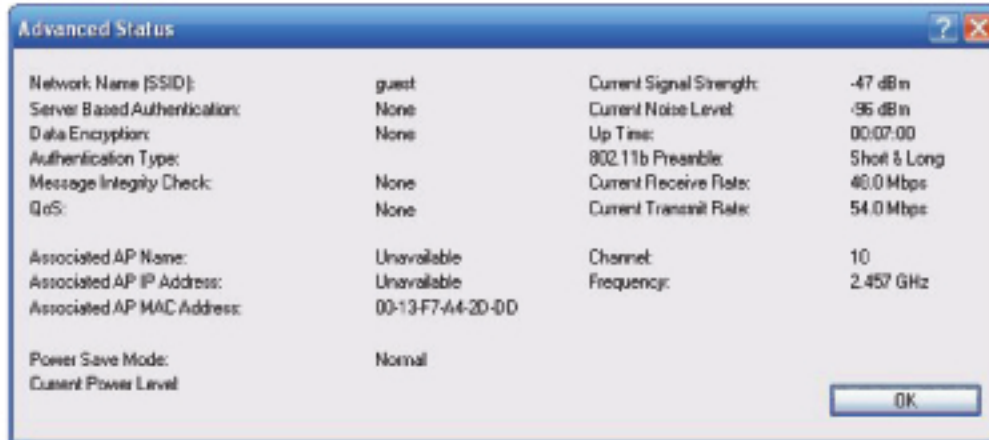 Advanced Status
Network Name (SSID): guest Current Signal Strength: -47 dBm
Server Based Authentication: None Current Noise Level: -96 dBm
Data Encryption: None Up Time: 00:07:00
Authentication Type: 802.11b Preamble: Short & Long
Message Integrity Check: None Current Receive Rate: 48.0 Mbps
QoS: None Current Transmit Rate: 54.0 Mbps
Associated AP Name: Unavailable Channel: 10
Associated AP IP Address: Unavailable Frequency: 2.457 GHz
Associated AP MAC Address: 00-13-F7-A4-2D-DD
Power Save Mode: Normal
Current Power Level
OK